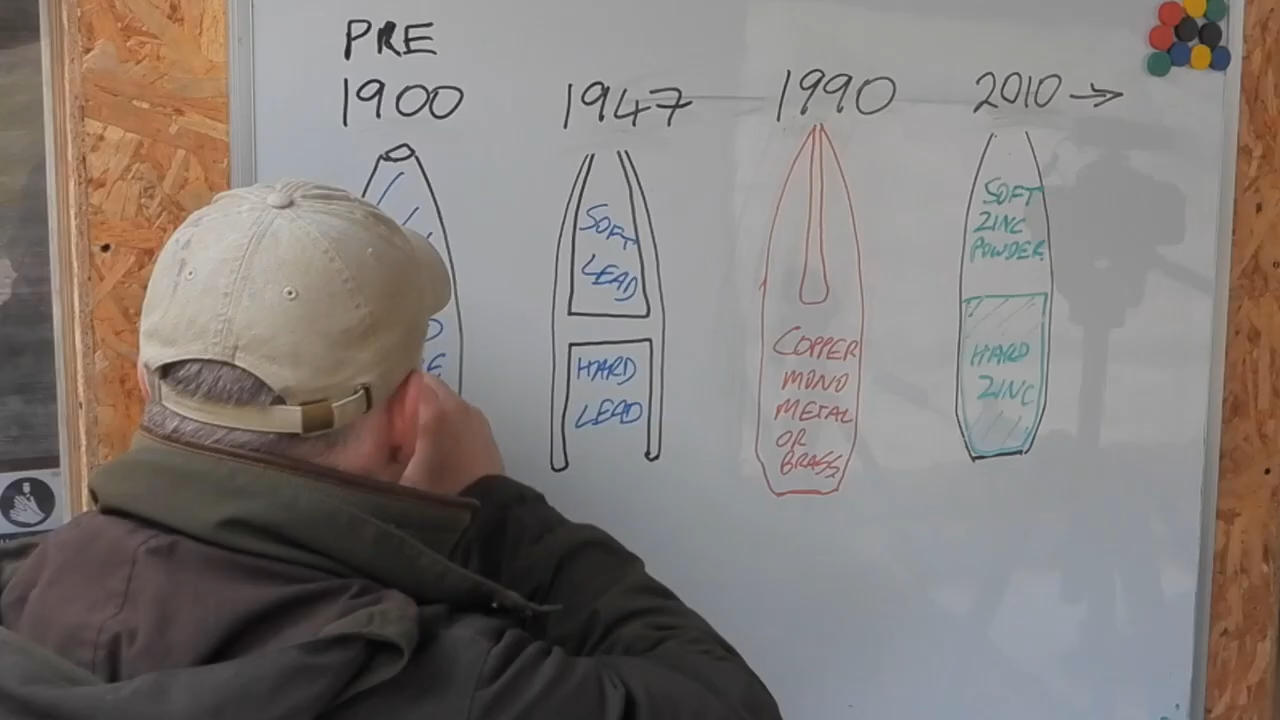 PRE
1900
1947
1990
2010 →
SOFT
LEAD
HARD
LEAD
COPPER
MONO
METAL
OR
BRASS
SOFT
ZINC
POWDER
HARD
ZINC